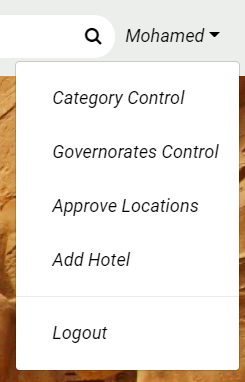 Mohamed
Category Control
Governorates Control
Approve Locations
Add Hotel
Logout